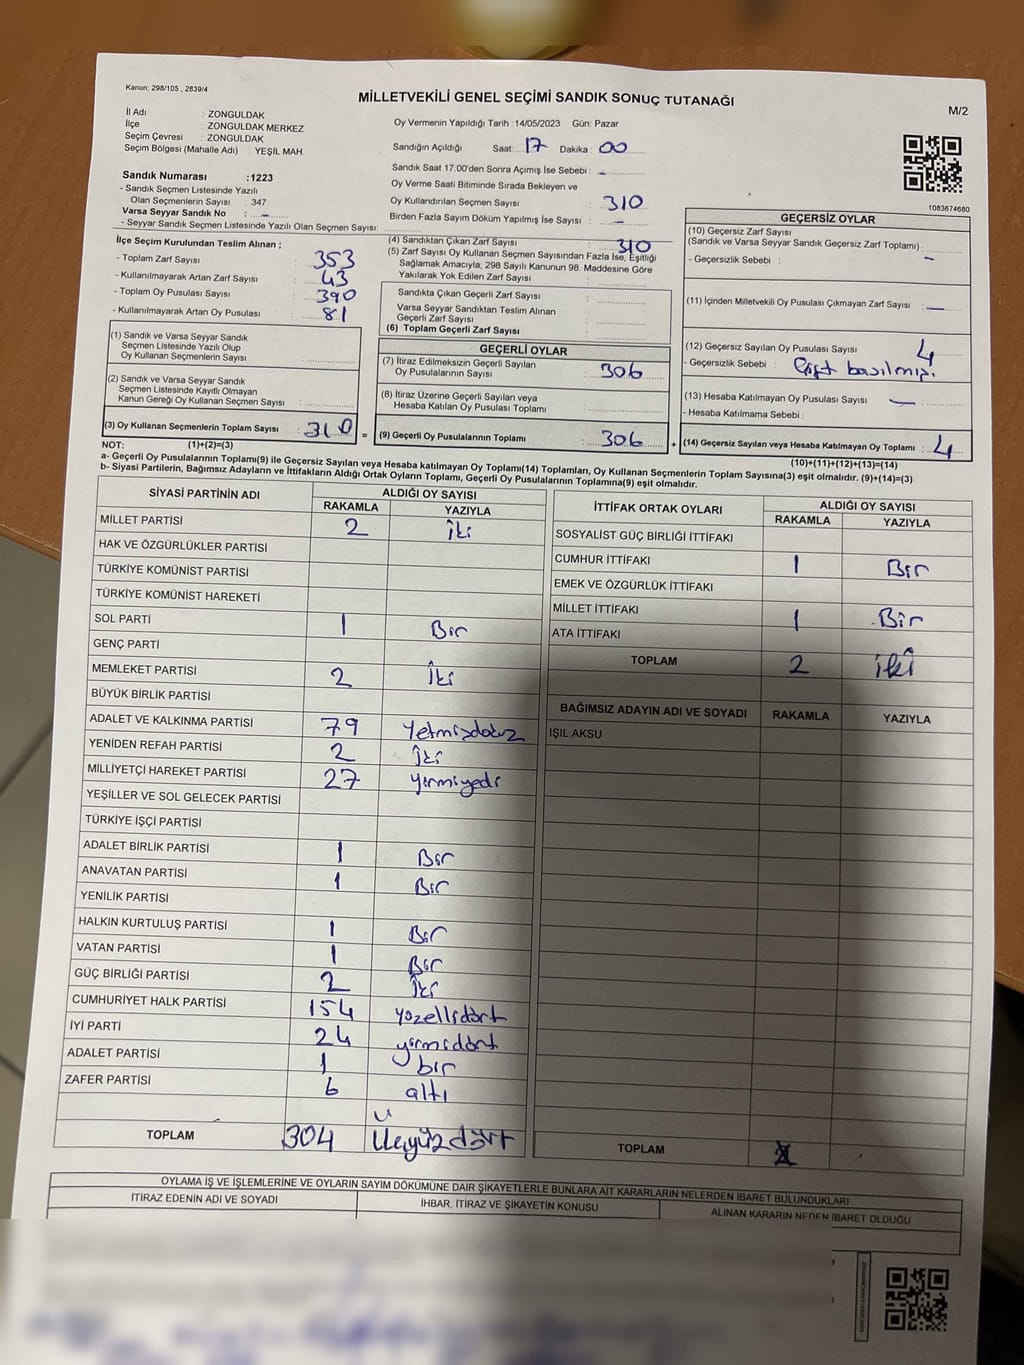 Kanun; 298/105 , 2839/4
MİLLETVEKİLİ GENEL SEÇİMİ SANDIK SONUÇ TUTANAĞI
M/2
İl Adı : ZONGULDAK
İlçe : ZONGULDAK MERKEZ
Seçim Çevresi : ZONGULDAK
Seçim Bölgesi (Mahalle Adı) : YEŞİL MAH.
Oy Vermenin Yapıldığı Tarih :14/05/2023 Gün: Pazar
Sandığın Açıldığı Saat: 17 Dakika : 00
Sandık Saat 17.00'den Sonra Açımış İse Sebebi : -
Oy Verme Saati Bitiminde Sırada Bekleyen ve
Oy Kullandırılan Seçmen Sayısı : 310
Birden Fazla Sayım Döküm Yapılmış İse Sayısı : -
Sandık Numarası :1223
- Sandık Seçmen Listesinde Yazılı
Olan Seçmenlerin Sayısı : 347
Varsa Seyyar Sandık No : -
- Seyyar Sandık Seçmen Listesinde Yazılı Olan Seçmen Sayısı:
1083674680
İlçe Seçim Kurulundan Teslim Alınan ;
- Toplam Zarf Sayısı : 353
- Kullanılmayarak Artan Zarf Sayısı : 43
- Toplam Oy Pusulası Sayısı : 390
- Kullanılmayarak Artan Oy Pusulası : 81
(4) Sandıktan Çıkan Zarf Sayısı : 310
(5) Zarf Sayısı Oy Kullanan Seçmen Sayısından Fazla İse, Eşitliği
Sağlamak Amacıyla, 298 Sayılı Kanunun 98. Maddesine Göre
Yakılarak Yok Edilen Zarf Sayısı :
Sandıkta Çıkan Geçerli Zarf Sayısı :
Varsa Seyyar Sandıktan Teslim Alınan
Geçerli Zarf Sayısı :
(6) Toplam Geçerli Zarf Sayısı :
GEÇERSİZ OYLAR
(10) Geçersiz Zarf Sayısı
(Sandık ve Varsa Seyyar Sandık Geçersiz Zarf Toplamı) :
- Geçersizlik Sebebi : -
(11) İçinden Milletvekili Oy Pusulası Çıkmayan Zarf Sayısı : -
(12) Geçersiz Sayılan Oy Pusulası Sayısı : 4
- Geçersizlik Sebebi : Çift basılmış.
(13) Hesaba Katılmayan Oy Pusulası Sayısı : -
- Hesaba Katılmama Sebebi :
(14) Geçersiz Sayılan veya Hesaba Katılmayan Oy Toplamı : 4
(10)+(11)+(12)+(13)=(14)
(1) Sandık ve Varsa Seyyar Sandık
Seçmen Listesinde Yazılı Olup
Oy Kullanan Seçmenlerin Sayısı :
(2) Sandık ve Varsa Seyyar Sandık
Seçmen Listesinde Kayıtlı Olmayan
Kanun Gereği Oy Kullanan Seçmen Sayısı :
(3) Oy Kullanan Seçmenlerin Toplam Sayısı : 310 =
GEÇERLİ OYLAR
(7) İtiraz Edilmeksizin Geçerli Sayılan
Oy Pusulalarının Sayısı : 306
(8) İtiraz Üzerine Geçerli Sayılan veya
Hesaba Katılan Oy Pusulası Toplamı :
(9) Geçerli Oy Pusulalarının Toplamı : 306 +
NOT: (1)+(2)=(3)
a- Geçerli Oy Pusulalarının Toplamı(9) ile Geçersiz Sayılan veya Hesaba katılmayan Oy Toplamı(14) Toplamları, Oy Kullanan Seçmenlerin Toplam Sayısına(3) eşit olmalıdır. (9)+(14)=(3)
b- Siyasi Partilerin, Bağımsız Adayların ve İttifakların Aldığı Ortak Oyların Toplamı, Geçerli Oy Pusulalarının Toplamına(9) eşit olmalıdır.
SİYASİ PARTİNİN ADI ALDIĞI OY SAYISI
RAKAMLA YAZIYLA
MİLLET PARTİSİ 2 iki
HAK VE ÖZGÜRLÜKLER PARTİSİ
TÜRKİYE KOMÜNİST PARTİSİ
TÜRKİYE KOMÜNİST HAREKETİ
SOL PARTİ 1 Bir
GENÇ PARTİ
MEMLEKET PARTİSİ 2 iki
BÜYÜK BİRLİK PARTİSİ
ADALET VE KALKINMA PARTİSİ 79 Yetmişdokuz
YENİDEN REFAH PARTİSİ 2 iki
MİLLİYETÇİ HAREKET PARTİSİ 27 yirmiyedi
YEŞİLLER VE SOL GELECEK PARTİSİ
TÜRKİYE İŞÇİ PARTİSİ
ADALET BİRLİK PARTİSİ 1 Bir
ANAVATAN PARTİSİ 1 Bir
YENİLİK PARTİSİ
HALKIN KURTULUŞ PARTİSİ 1 Bir
VATAN PARTİSİ 1 Bir
GÜÇ BİRLİĞİ PARTİSİ 2 iki
CUMHURİYET HALK PARTİSİ 154 yüzellidört
İYİ PARTİ 24 yirmidört
ADALET PARTİSİ 1 bir
ZAFER PARTİSİ 6 altı
TOPLAM 304 Üçyüzdört
İTTİFAK ORTAK OYLARI ALDIĞI OY SAYISI
RAKAMLA YAZIYLA
SOSYALİST GÜÇ BİRLİĞİ İTTİFAKI
CUMHUR İTTİFAKI 1 Bir
EMEK VE ÖZGÜRLÜK İTTİFAKI
MİLLET İTTİFAKI 1 Bir
ATA İTTİFAKI
TOPLAM 2 iki
BAĞIMSIZ ADAYIN ADI VE SOYADI RAKAMLA YAZIYLA
IŞIL AKSU
TOPLAM
OYLAMA İŞ VE İŞLEMLERİNE VE OYLARIN SAYIM DÖKÜMÜNE DAİR ŞİKAYETLERLE BUNLARA AİT KARARLARIN NELERDEN İBARET BULUNDUKLARI
İTİRAZ EDENİN ADI VE SOYADI İHBAR, İTİRAZ VE ŞİKAYETİN KONUSU ALINAN KARARIN NEDEN İBARET OLDUĞU